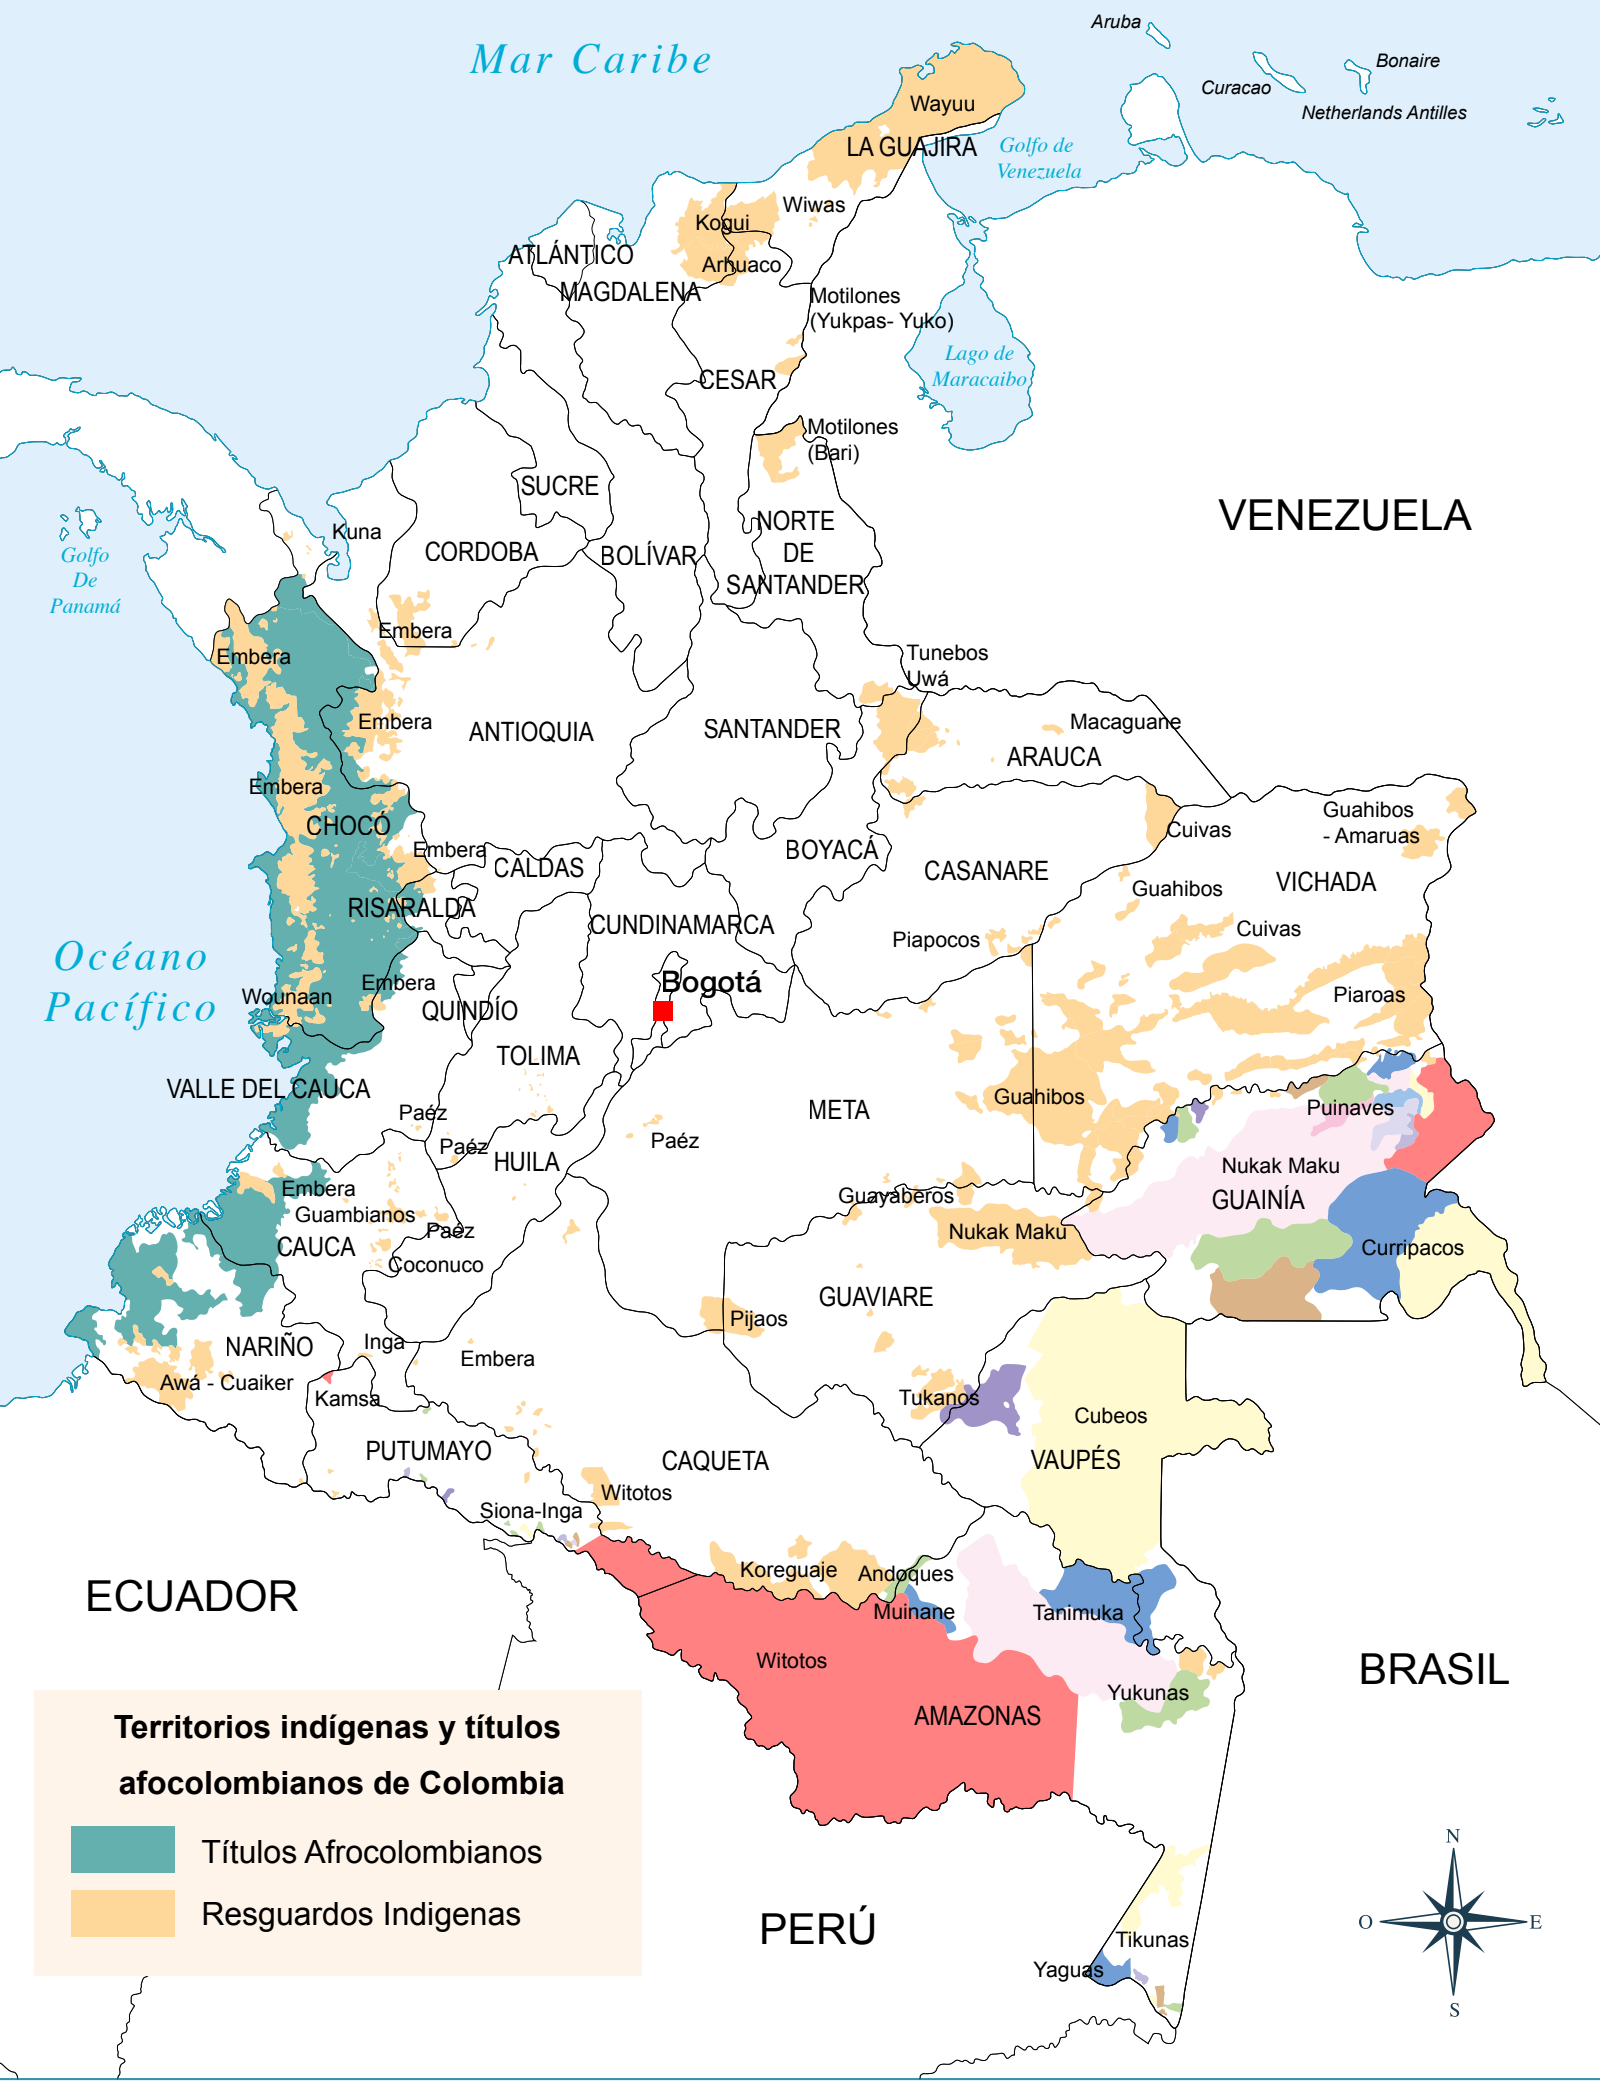 Aruba
Mar Caribe
Bonaire
Curacao
Netherlands Antilles
Wayuu
LA GUAJIRA
Golfo de
Venezuela
Wiwas
Kogui
ATLÁNTICO
Arhuaco
MAGDALENA
Motilones
(Yukpas- Yuko)
Lago de
Maracaibo
CESAR
Motilones
(Bari)
SUCRE
VENEZUELA
Kuna
CORDOBA
BOLÍVAR
NORTE
DE
SANTANDER
Golfo
De
Panamá
Embera
Embera
Tunebos
Uwá
Embera
ANTIOQUIA
SANTANDER
Macaguane
ARAUCA
Embera
CHOCÓ
Guahibos
- Amaruas
Cuivas
Embera
CALDAS
BOYACÁ
CASANARE
Guahibos
VICHADA
RISARALDA
CUNDINAMARCA
Piapocos
Cuivas
Océano
Pacífico
Embera
Wounaan
Bogotá
Piaroas
QUINDÍO
TOLIMA
VALLE DEL CAUCA
Paéz
META
Guahibos
Puinaves
Paéz
Paéz
HUILA
Nukak Maku
GUAINÍA
Embera
Guayaberos
Guambianos
Paéz
Nukak Maku
CAUCA
Coconuco
Curripacos
GUAVIARE
Pijaos
NARIÑO
Inga
Embera
Awá - Cuaiker
Kamsa
Tukanos
Cubeos
PUTUMAYO
CAQUETA
VAUPÉS
Witotos
Siona-Inga
ECUADOR
Koreguaje
Andoques
Muinane
Tanimuka
Witotos
BRASIL
Yukunas
AMAZONAS
Territorios indígenas y títulos
afocolombianos de Colombia
Títulos Afrocolombianos
Resguardos Indigenas
PERÚ
Tikunas
Yaguas
N
O
E
S